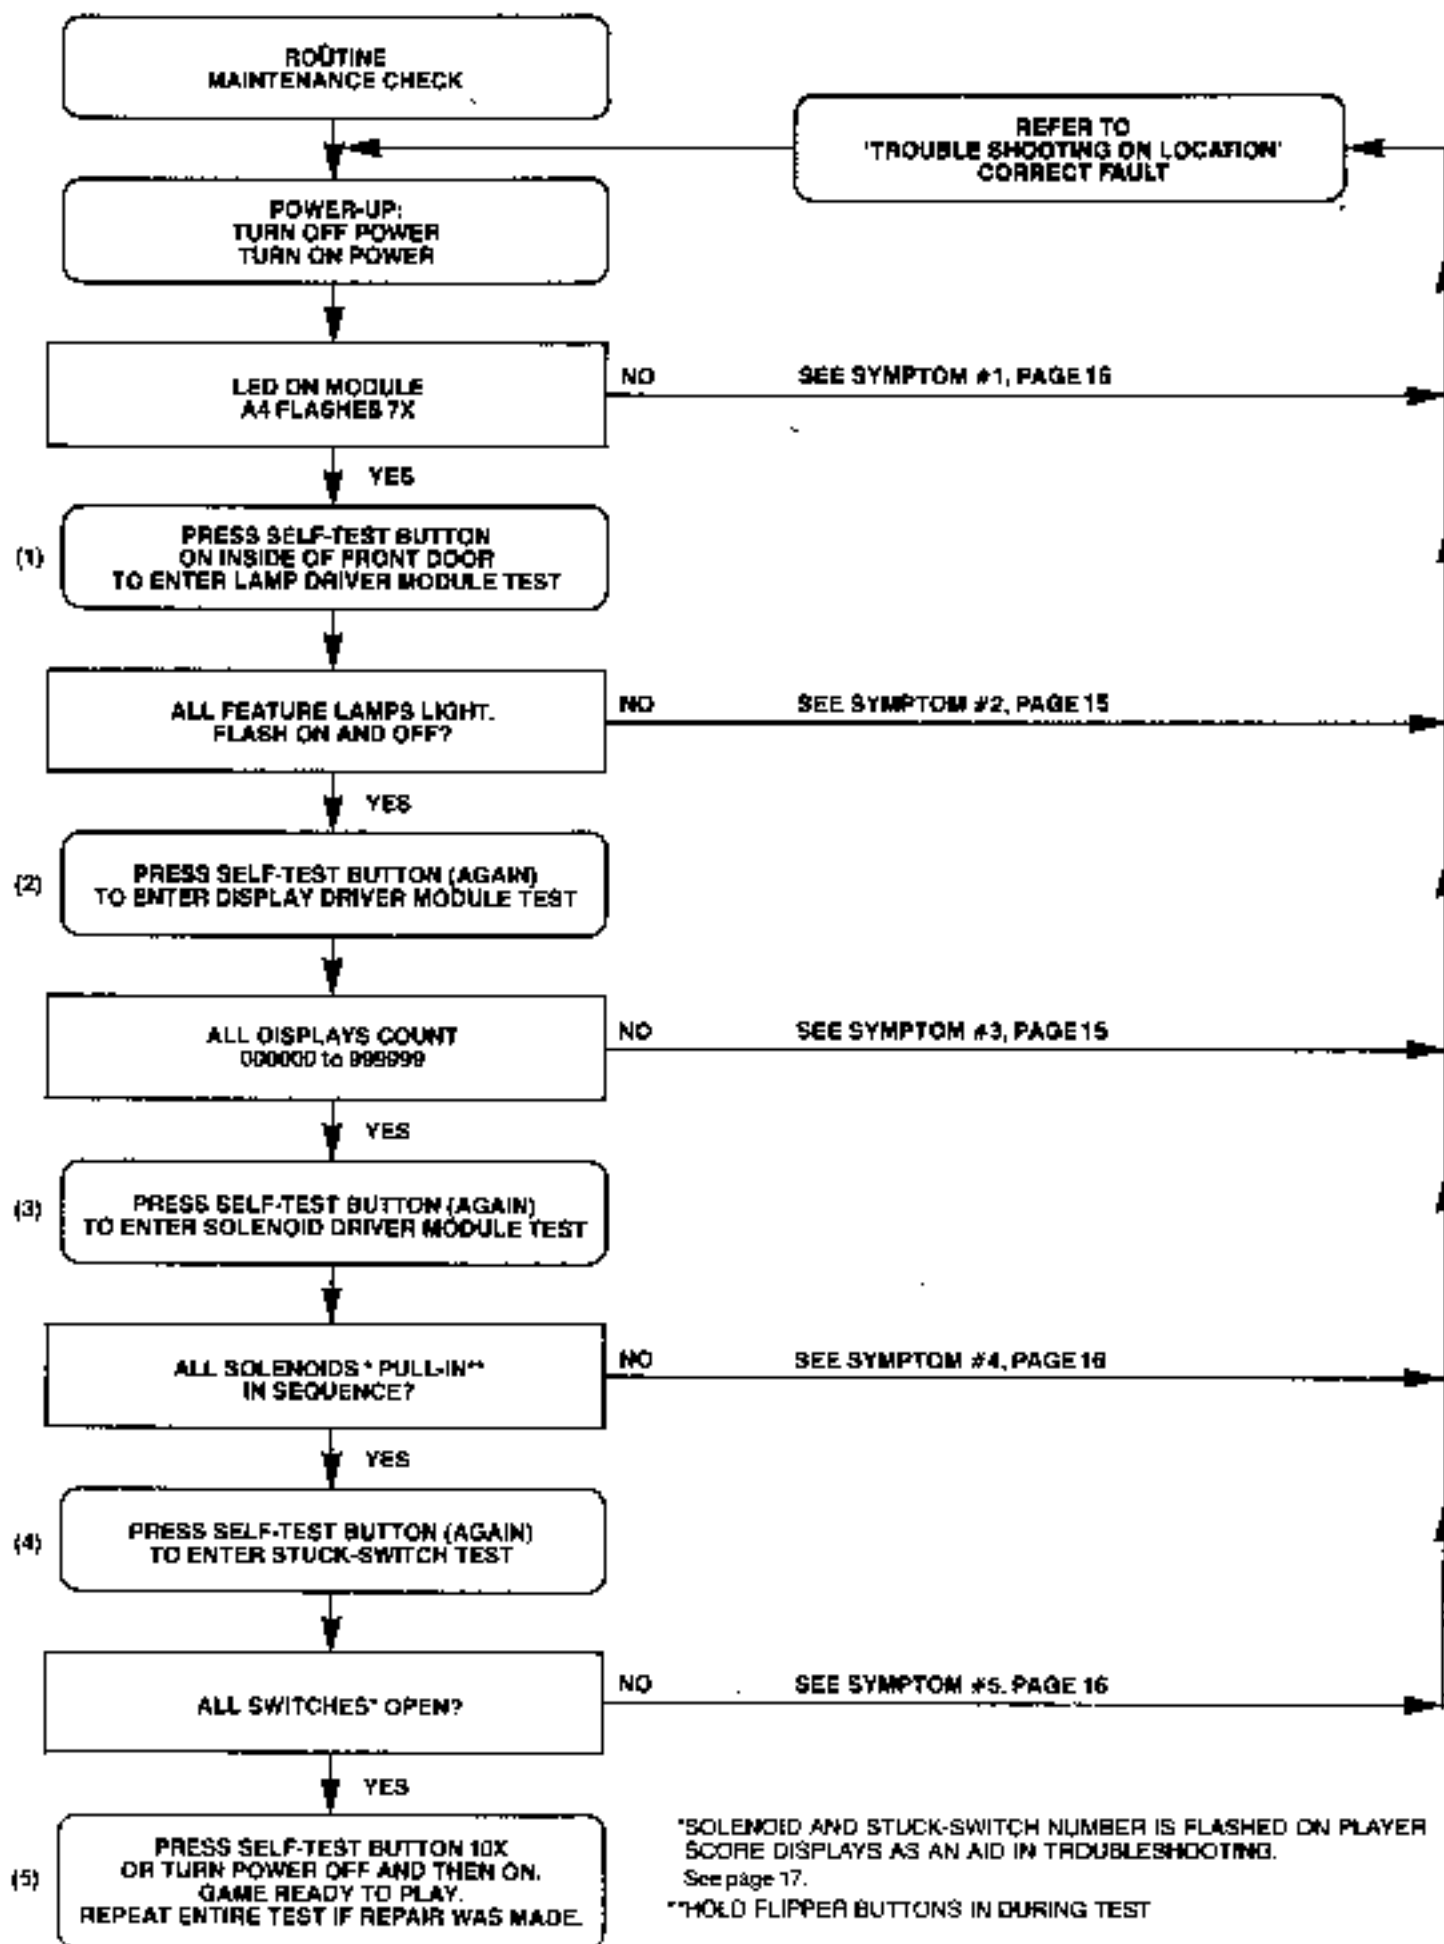 ROUTINE
MAINTENANCE CHECK
REFER TO
'TROUBLE SHOOTING ON LOCATION'
CORRECT FAULT
POWER-UP:
TURN OFF POWER
TURN ON POWER
LED ON MODULE
A4 FLASHES 7X
NO
SEE SYMPTOM #1, PAGE 16
YES
(1)
PRESS SELF-TEST BUTTON
ON INSIDE OF FRONT DOOR
TO ENTER LAMP DRIVER MODULE TEST
ALL FEATURE LAMPS LIGHT.
FLASH ON AND OFF?
NO
SEE SYMPTOM #2, PAGE 15
YES
(2)
PRESS SELF-TEST BUTTON (AGAIN)
TO ENTER DISPLAY DRIVER MODULE TEST
ALL DISPLAYS COUNT
000000 to 999999
NO
SEE SYMPTOM #3, PAGE 15
YES
(3)
PRESS SELF-TEST BUTTON (AGAIN)
TO ENTER SOLENOID DRIVER MODULE TEST
ALL SOLENOIDS * PULL-IN**
IN SEQUENCE?
NO
SEE SYMPTOM #4, PAGE 16
YES
(4)
PRESS SELF-TEST BUTTON (AGAIN)
TO ENTER STUCK-SWITCH TEST
ALL SWITCHES* OPEN?
NO
SEE SYMPTOM #5. PAGE 16
YES
(5)
PRESS SELF-TEST BUTTON 10X
OR TURN POWER OFF AND THEN ON.
GAME READY TO PLAY.
REPEAT ENTIRE TEST IF REPAIR WAS MADE.
*SOLENOID AND STUCK-SWITCH NUMBER IS FLASHED ON PLAYER
SCORE DISPLAYS AS AN AID IN TROUBLESHOOTING.
See page 17.
**HOLD FLIPPER BUTTONS IN DURING TEST